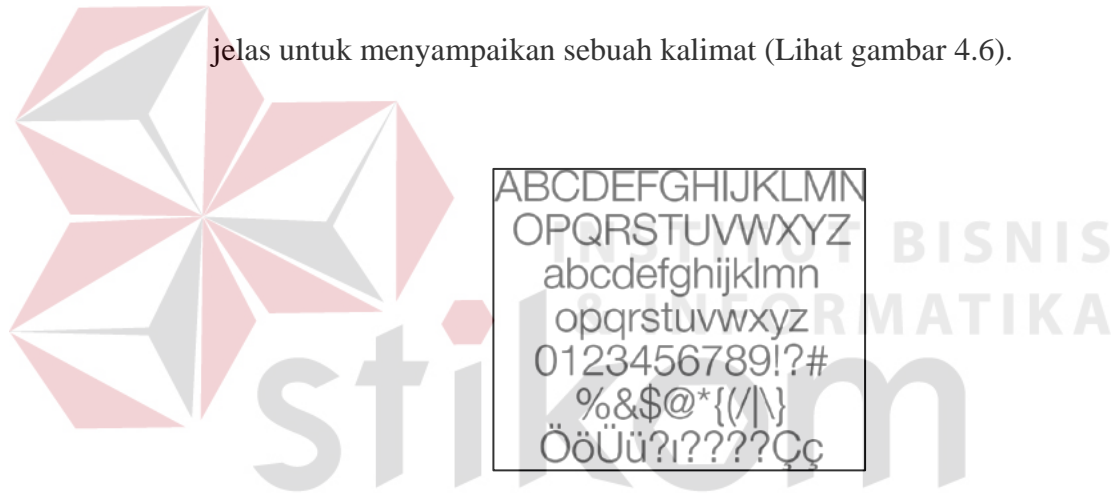 jelas untuk menyampaikan sebuah kalimat (Lihat gambar 4.6).
ABCDEFGHIJKLMN
OPQRSTUVWXYZ
abcdefghijklmn
opqrstuvwxyz
0123456789!?#
%&$@*{(/|\}
ÖöÜü?ı????Çç
INSTITUT BISNIS
& INFORMATIKA
stikom